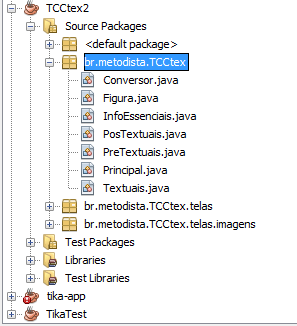 TCCtex2
Source Packages
<default package>
br.metodista.TCCtex
Conversor.java
Figura.java
InfoEssenciais.java
PosTextuais.java
PreTextuais.java
Principal.java
Textuais.java
br.metodista.TCCtex.telas
br.metodista.TCCtex.telas.imagens
Test Packages
Libraries
Test Libraries
tika-app
TikaTest